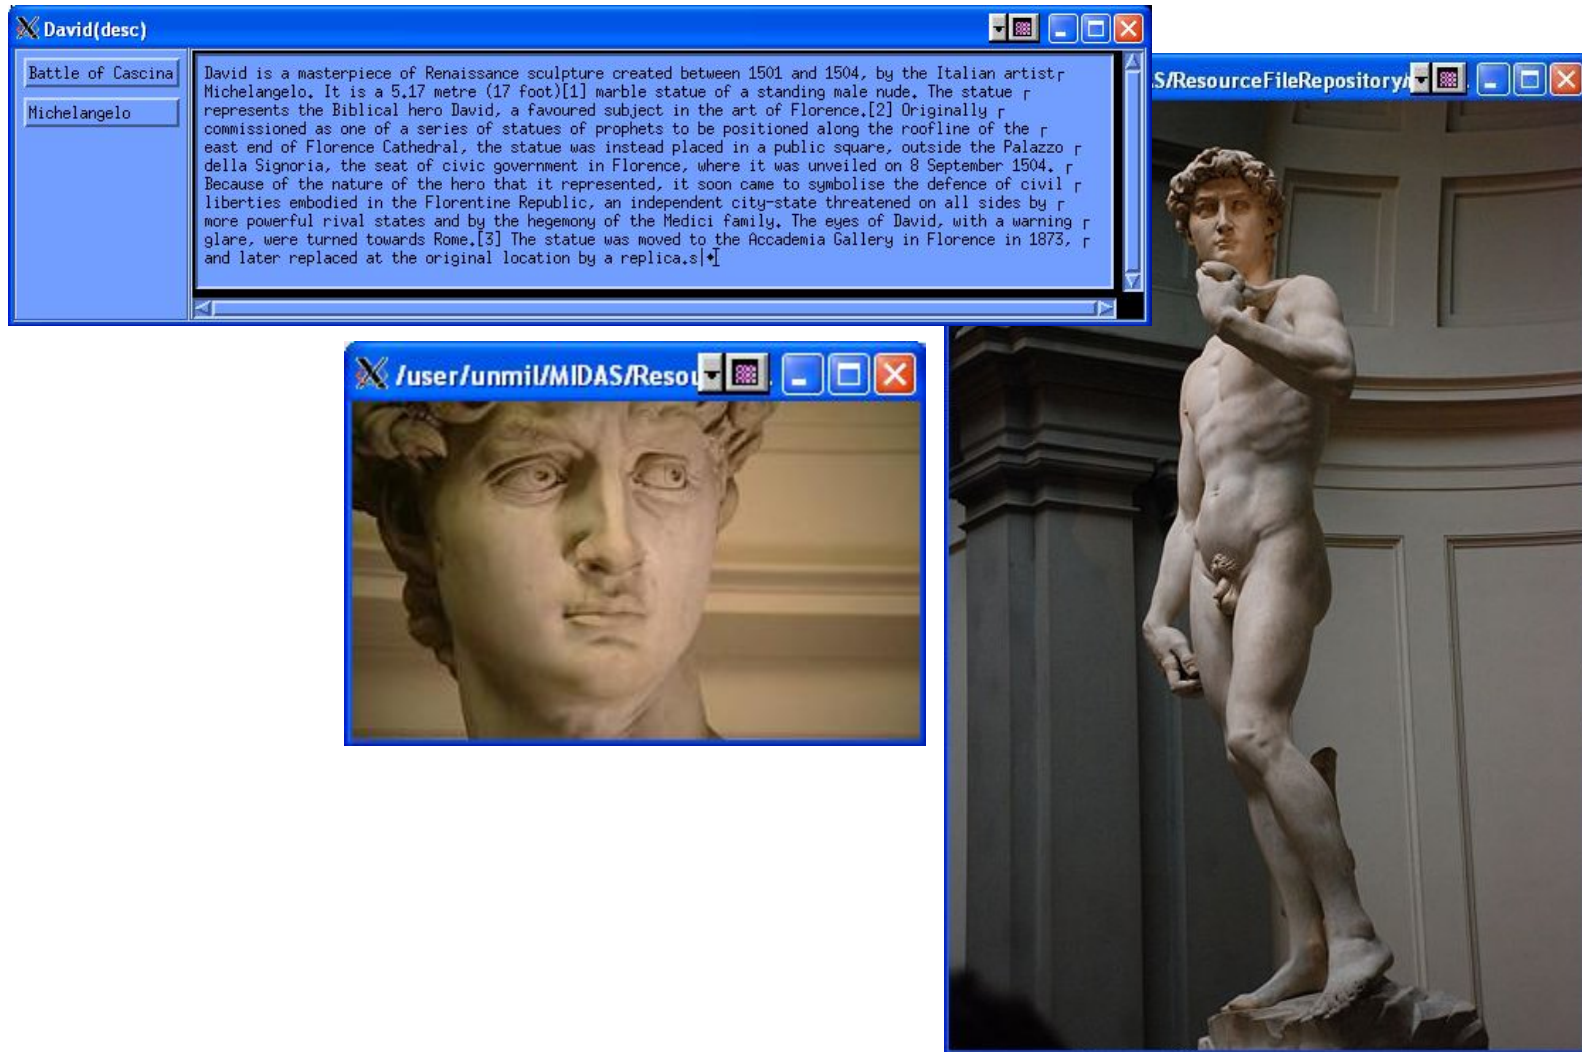 David(desc)
Battle of Cascina
Michelangelo
David is a masterpiece of Renaissance sculpture created between 1501 and 1504, by the Italian artist
Michelangelo. It is a 5.17 metre (17 foot)[1] marble statue of a standing male nude. The statue
represents the Biblical hero David, a favoured subject in the art of Florence.[2] Originally
commissioned as one of a series of statues of prophets to be positioned along the roofline of the
east end of Florence Cathedral, the statue was instead placed in a public square, outside the Palazzo
della Signoria, the seat of civic government in Florence, where it was unveiled on 8 September 1504.
Because of the nature of the hero that it represented, it soon came to symbolise the defence of civil
liberties embodied in the Florentine Republic, an independent city-state threatened on all sides by
more powerful rival states and by the hegemony of the Medici family. The eyes of David, with a warning
glare, were turned towards Rome.[3] The statue was moved to the Accademia Gallery in Florence in 1873,
and later replaced at the original location by a replica.s
S/ResourceFileRepository/
/user/unmil/MIDAS/Resou